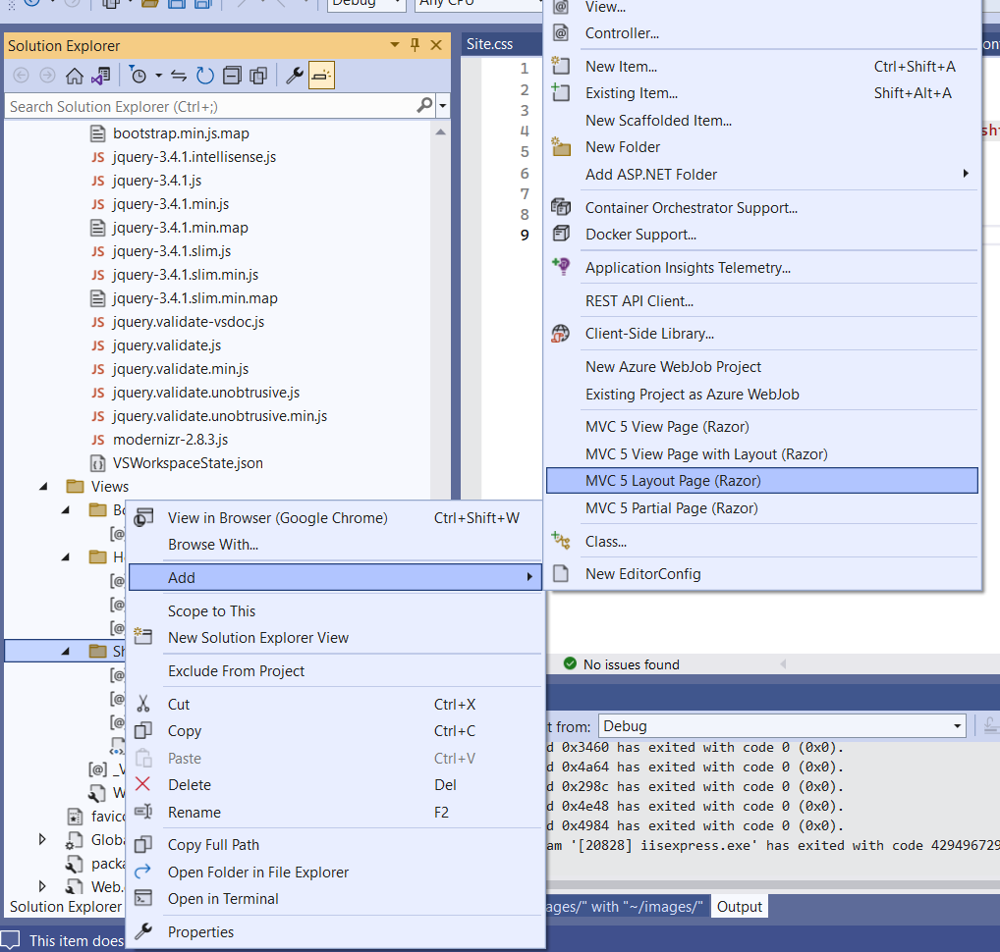 Debug
Any CPU
Solution Explorer
Search Solution Explorer (Ctrl+;)
bootstrap.min.js.map
JS jquery-3.4.1.intellisense.js
JS jquery-3.4.1.js
JS jquery-3.4.1.min.js
jquery-3.4.1.min.map
JS jquery-3.4.1.slim.js
JS jquery-3.4.1.slim.min.js
jquery-3.4.1.slim.min.map
JS jquery.validate-vsdoc.js
JS jquery.validate.js
JS jquery.validate.min.js
JS jquery.validate.unobtrusive.js
JS jquery.validate.unobtrusive.min.js
JS modernizr-2.8.3.js
VSWorkspaceState.json
Views
Solution Explorer
This item does
Site.css
1
2
3
4
5
6
7
8
9
View...
Controller...
New Item... Ctrl+Shift+A
Existing Item... Shift+Alt+A
New Scaffolded Item...
New Folder
Add ASP.NET Folder
Container Orchestrator Support...
Docker Support...
Application Insights Telemetry...
REST API Client...
Client-Side Library...
New Azure WebJob Project
Existing Project as Azure WebJob
MVC 5 View Page (Razor)
MVC 5 View Page with Layout (Razor)
MVC 5 Layout Page (Razor)
MVC 5 Partial Page (Razor)
Class...
New EditorConfig
View in Browser (Google Chrome) Ctrl+Shift+W
Browse With...
Add
Scope to This
New Solution Explorer View
Exclude From Project
Cut Ctrl+X
Copy Ctrl+C
Paste Ctrl+V
Delete Del
Rename F2
Copy Full Path
Open Folder in File Explorer
Open in Terminal
Properties
No issues found
t from: Debug
d 0x3460 has exited with code 0 (0x0).
d 0x4a64 has exited with code 0 (0x0).
d 0x298c has exited with code 0 (0x0).
d 0x4e48 has exited with code 0 (0x0).
d 0x4984 has exited with code 0 (0x0).
am '[20828] iisexpress.exe' has exited with code 429496729
ages/" with "~/images/"
Output